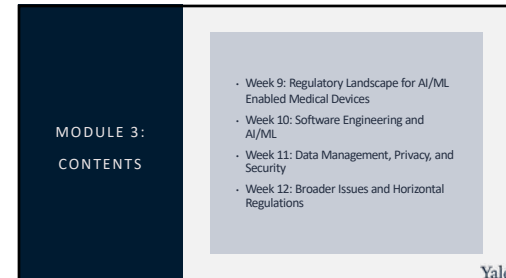 MODULE 3:
CONTENTS
• Week 9: Regulatory Landscape for AI/ML
Enabled Medical Devices
• Week 10: Software Engineering and
AI/ML
• Week 11: Data Management, Privacy, and
Security
• Week 12: Broader Issues and Horizontal
Regulations
Yale